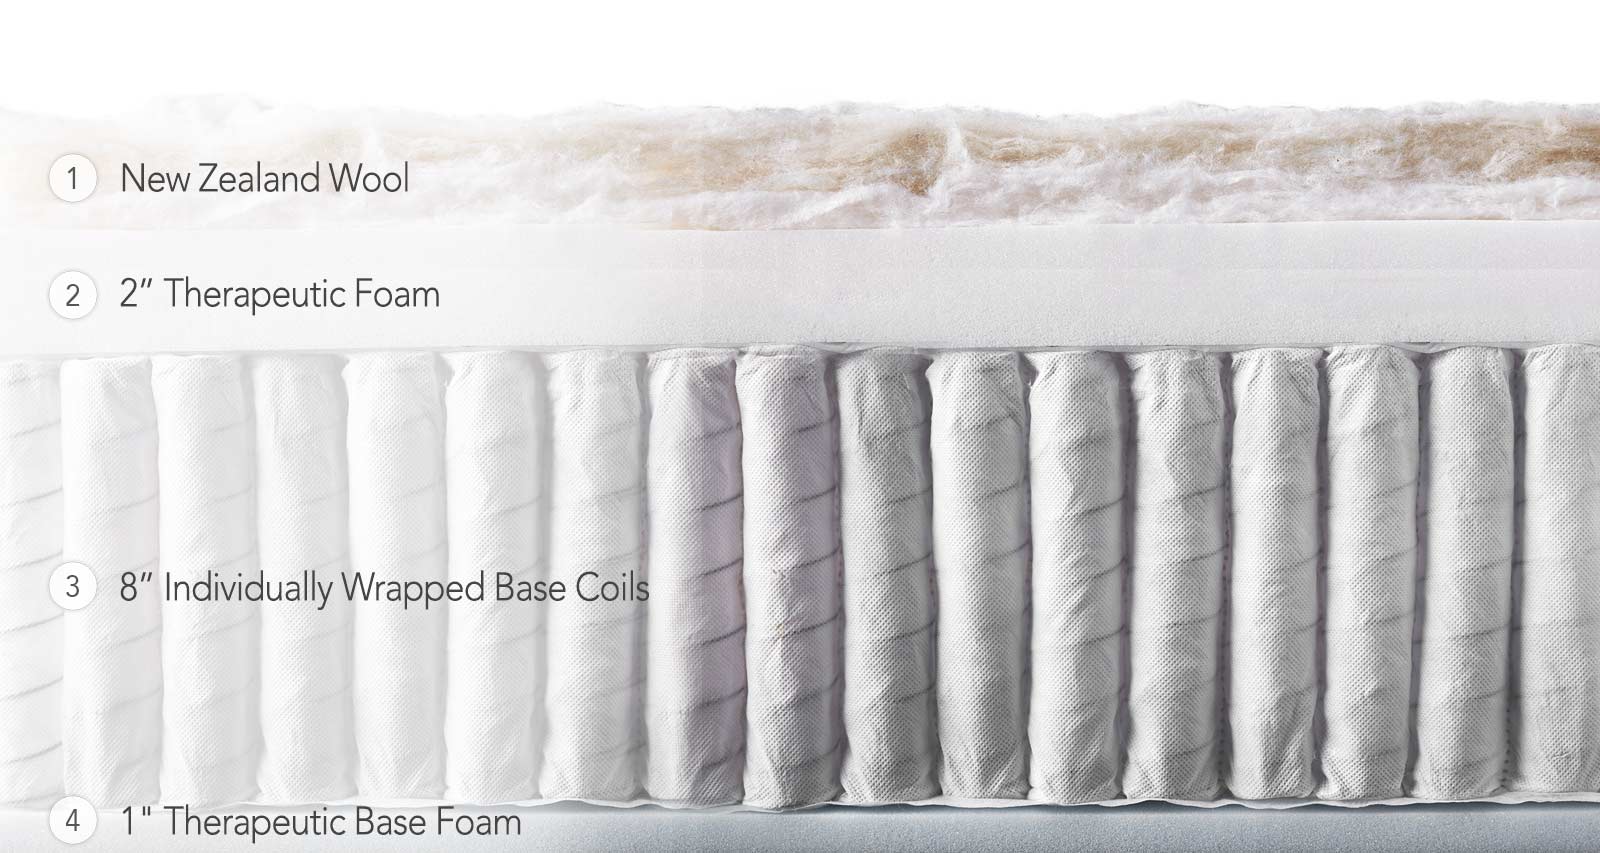 1 New Zealand Wool
2 2” Therapeutic Foam
3 8” Individually Wrapped Base Coils
4 1" Therapeutic Base Foam